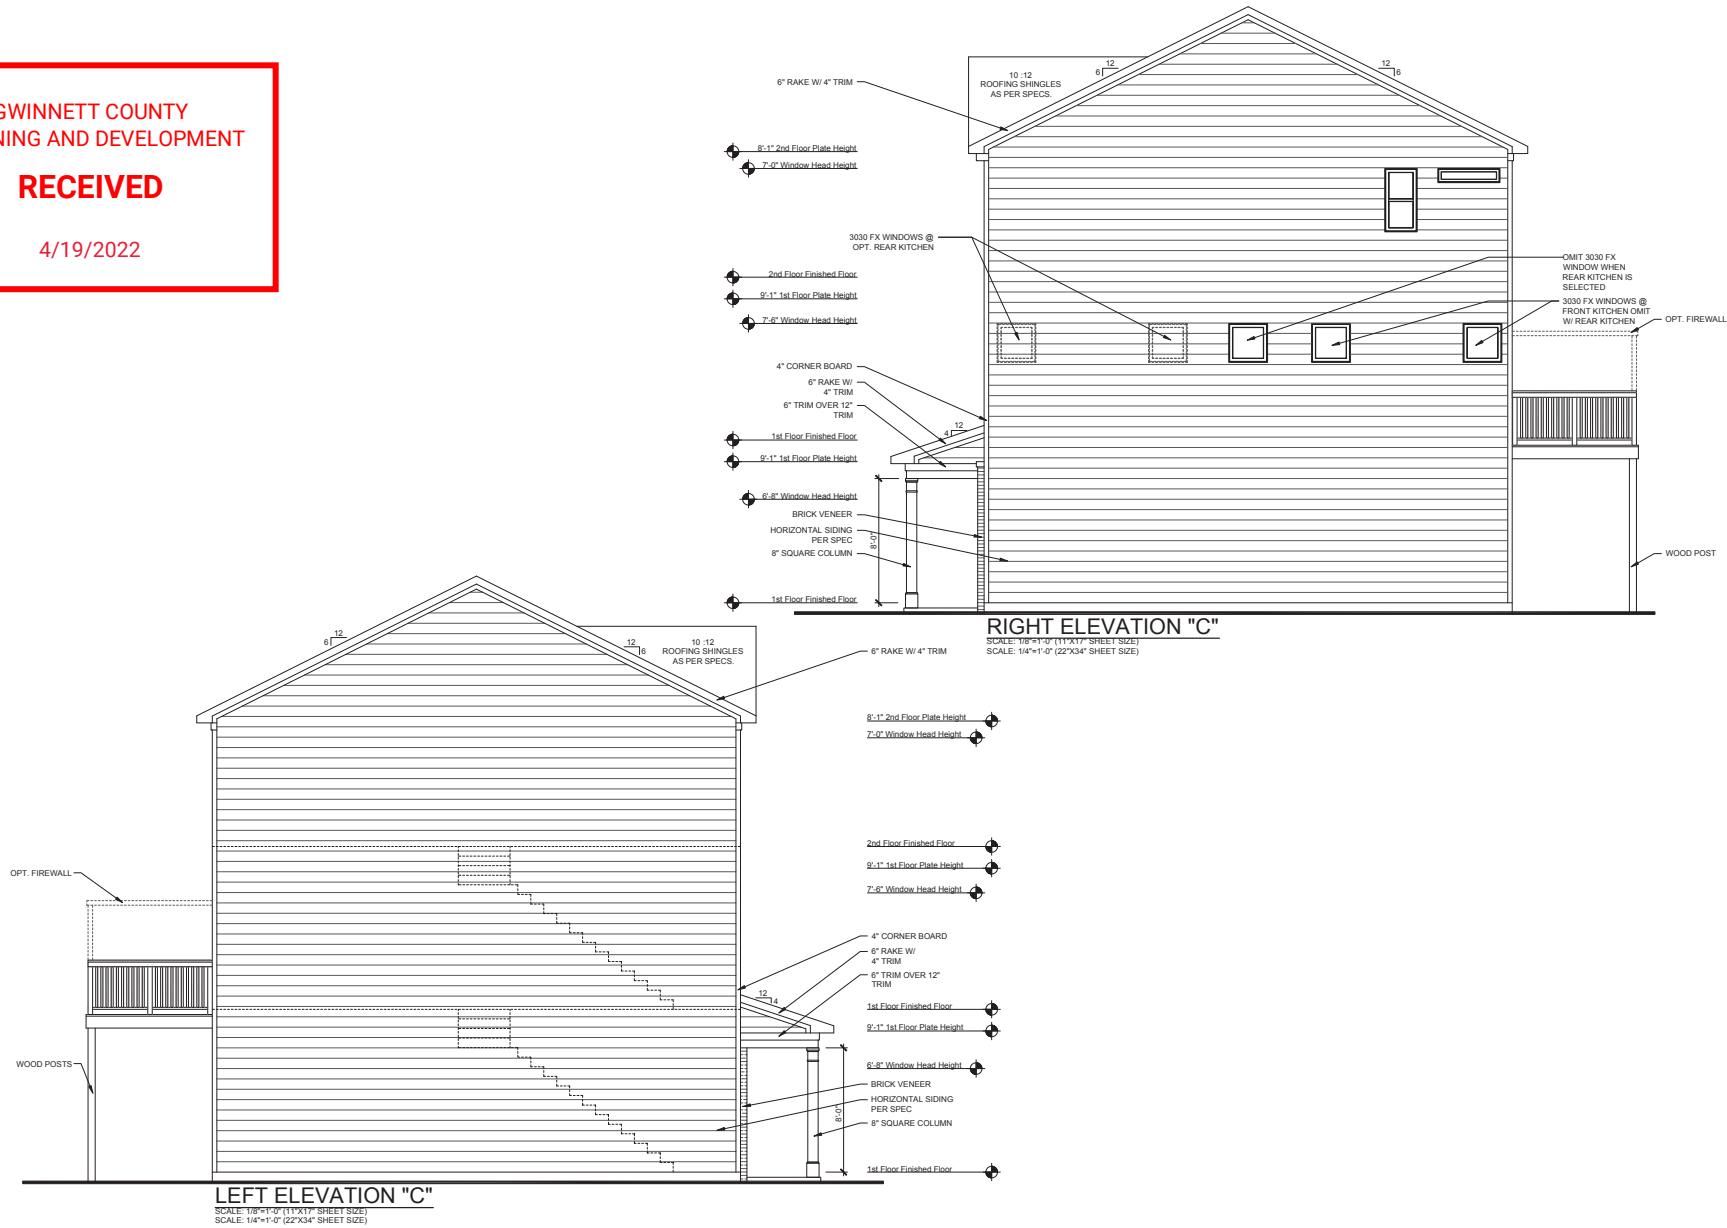 GWINNETT COUNTY
NING AND DEVELOPMENT
RECEIVED
4/19/2022
10 :12
ROOFING SHINGLES
AS PER SPECS.
12
6
12
6
6" RAKE W/ 4" TRIM
8'-1" 2nd Floor Plate Height
7'-0" Window Head Height
3030 FX WINDOWS @
OPT. REAR KITCHEN
2nd Floor Finished Floor
9'-1" 1st Floor Plate Height
7'-6" Window Head Height
OMIT 3030 FX
WINDOW WHEN
REAR KITCHEN IS
SELECTED
3030 FX WINDOWS @
FRONT KITCHEN OMIT
W/ REAR KITCHEN
OPT. FIREWALL
4" CORNER BOARD
6" RAKE W/
4" TRIM
6" TRIM OVER 12"
TRIM
12
4
1st Floor Finished Floor
9'-1" 1st Floor Plate Height
6'-8" Window Head Height
BRICK VENEER
HORIZONTAL SIDING
PER SPEC
8" SQUARE COLUMN
8'-0"
WOOD POST
1st Floor Finished Floor
RIGHT ELEVATION "C"
SCALE: 1/8"=1'-0" (11"X17" SHEET SIZE)
SCALE: 1/4"=1'-0" (22"X34" SHEET SIZE)
12
6
12
6
10 :12
ROOFING SHINGLES
AS PER SPECS.
6" RAKE W/ 4" TRIM
8'-1" 2nd Floor Plate Height
7'-0" Window Head Height
2nd Floor Finished Floor
9'-1" 1st Floor Plate Height
7'-6" Window Head Height
OPT. FIREWALL
4" CORNER BOARD
6" RAKE W/
4" TRIM
6" TRIM OVER 12"
TRIM
12
4
1st Floor Finished Floor
9'-1" 1st Floor Plate Height
6'-8" Window Head Height
WOOD POSTS
BRICK VENEER
HORIZONTAL SIDING
PER SPEC
8" SQUARE COLUMN
8'-0"
1st Floor Finished Floor
LEFT ELEVATION "C"
SCALE: 1/8"=1'-0" (11"X17" SHEET SIZE)
SCALE: 1/4"=1'-0" (22"X34" SHEET SIZE)